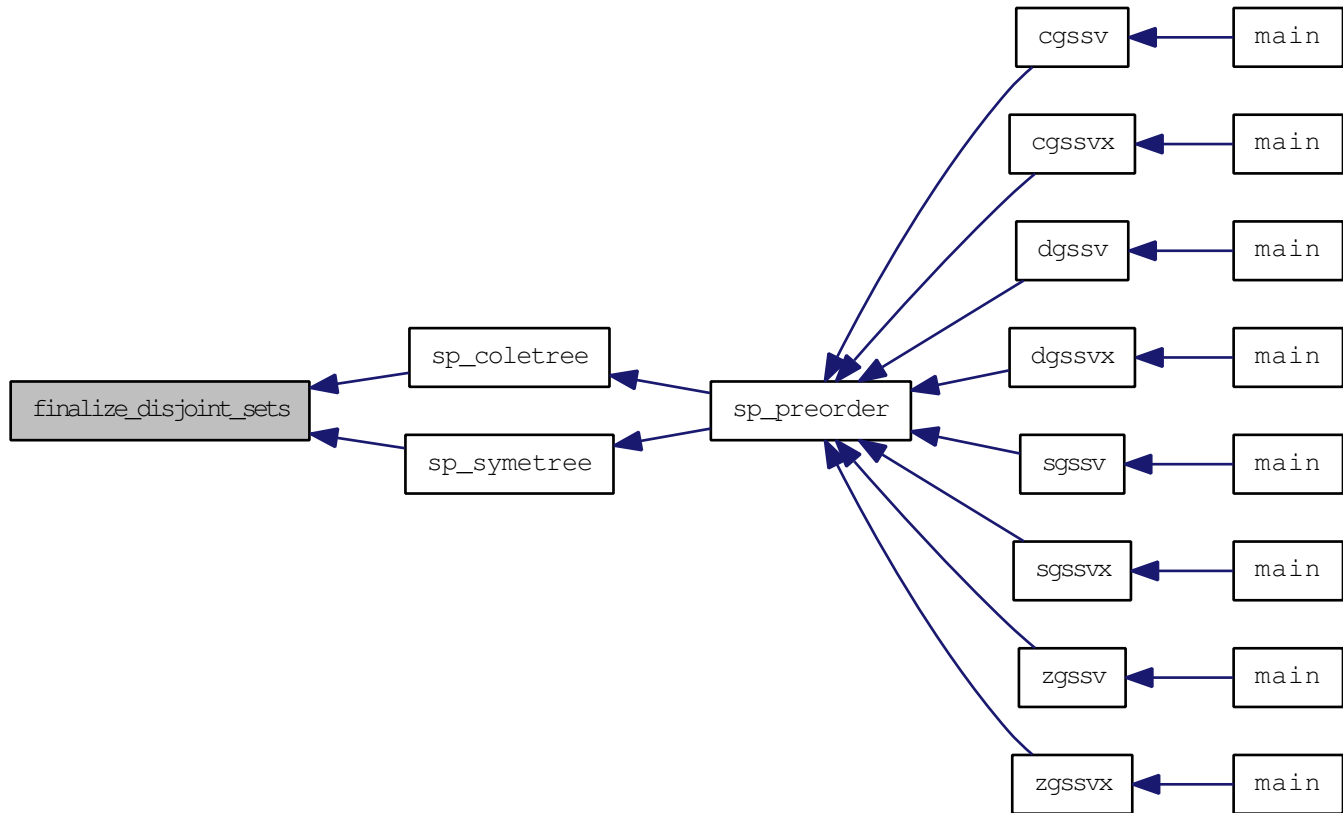 cgssv
main
cgssvx
main
dgssv
main
sp_coletree
dgssvx
main
finalize_disjoint_sets
sp_preorder
sp_symetree
sgssv
main
sgssvx
main
zgssv
main
zgssvx
main